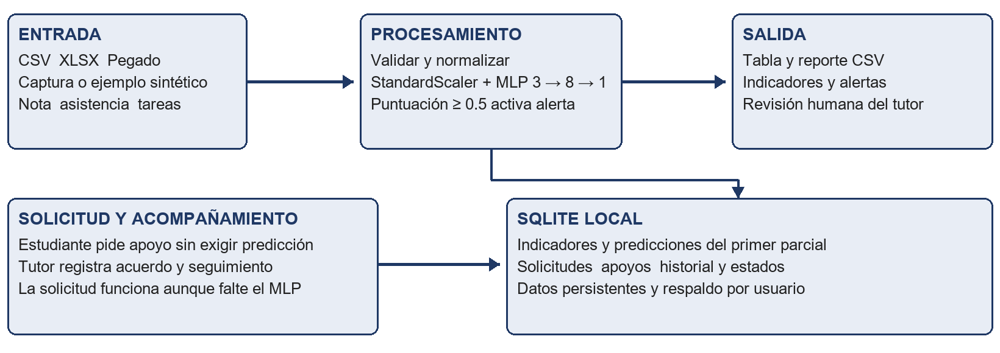 ENTRADA
CSV  XLSX  Pegado
Captura o ejemplo sintético
Nota  asistencia  tareas
PROCESAMIENTO
Validar y normalizar
StandardScaler + MLP 3 → 8 → 1
Puntuación ≥ 0.5 activa alerta
SALIDA
Tabla y reporte CSV
Indicadores y alertas
Revisión humana del tutor
SOLICITUD Y ACOMPAÑAMIENTO
Estudiante pide apoyo sin exigir predicción
Tutor registra acuerdo y seguimiento
La solicitud funciona aunque falte el MLP
SQLITE LOCAL
Indicadores y predicciones del primer parcial
Solicitudes  apoyos  historial y estados
Datos persistentes y respaldo por usuario